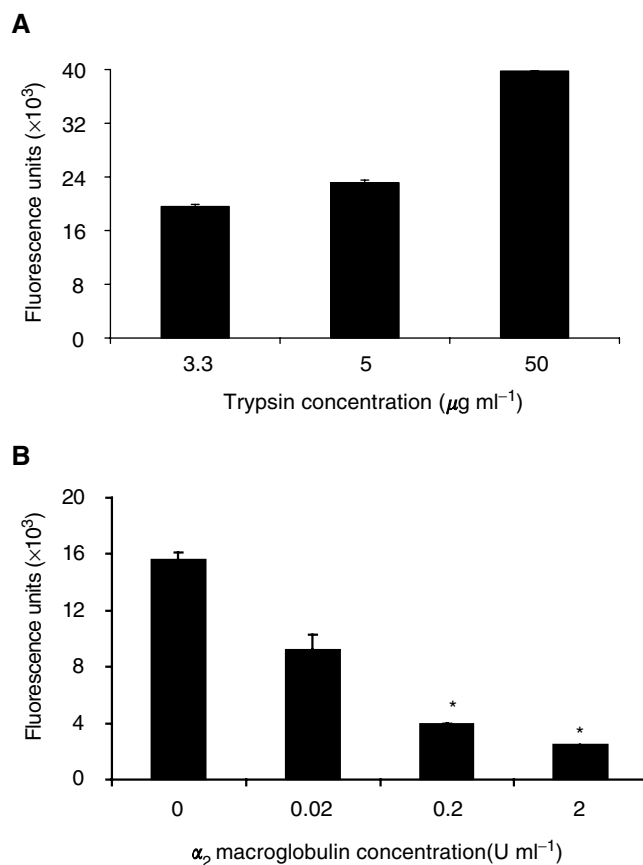 A
Fluorescence units (×10³)
40
32
24
16
8
0
3.3 5 50
Trypsin concentration (μg ml⁻¹)
B
Fluorescence units (×10³)
20
16
12
8
4
0
*
*
0 0.02 0.2 2
α₂ macroglobulin concentration(U ml⁻¹)